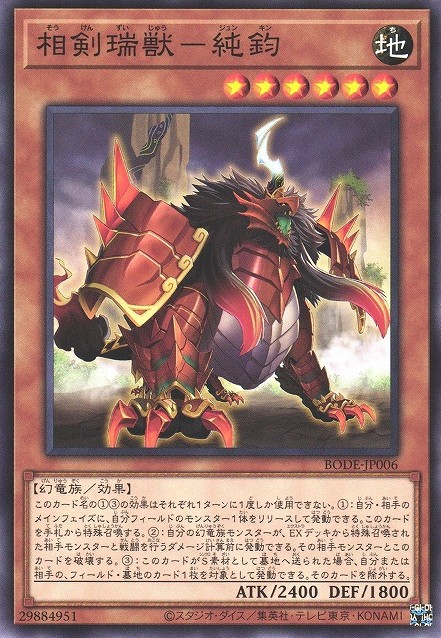 相剣瑞獣－純鈞
地
BODE-JP006
【幻竜族／効果】
このカード名の①③の効果はそれぞれ1ターンに1度しか使用できない。①：自分・相手の
メインフェイズに、自分フィールドのモンスター1体をリリースして発動できる。このカード
を手札から特殊召喚する。②：自分の幻竜族モンスターが、EXデッキから特殊召喚さ
れた相手モンスターと戦闘を行うダメージ計算前に発動できる。その相手モンスターとこの
カードを破壊する。③：このカードがS素材として墓地へ送られた場合、自分または
相手の、フィールド・墓地のカード1枚を対象として発動できる。そのカードを除外する。
ATK/2400 DEF/1800
29884951 ©スタジオ・ダイス／集英社・テレビ東京・KONAMI